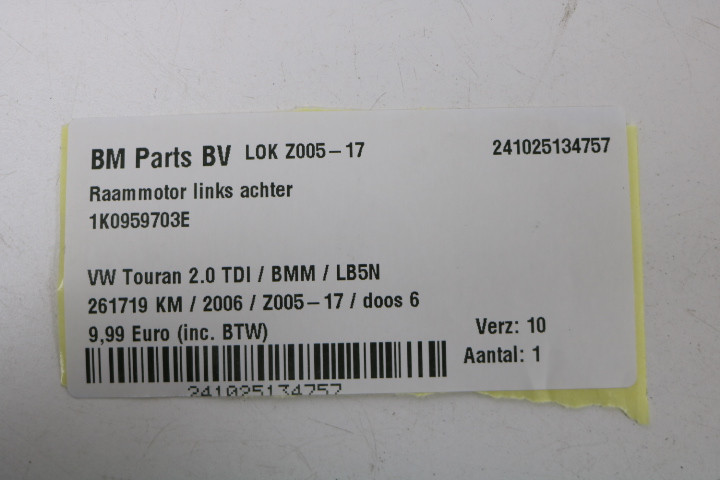 BM Parts BV LOK Z005-17 241025134757
Raammotor links achter
1K0959703E
VW Touran 2.0 TDI / BMM / LB5N
261719 KM / 2006 / Z005-17 / doos 6
9,99 Euro (inc. BTW) Verz: 10
Aantal: 1
241025134757